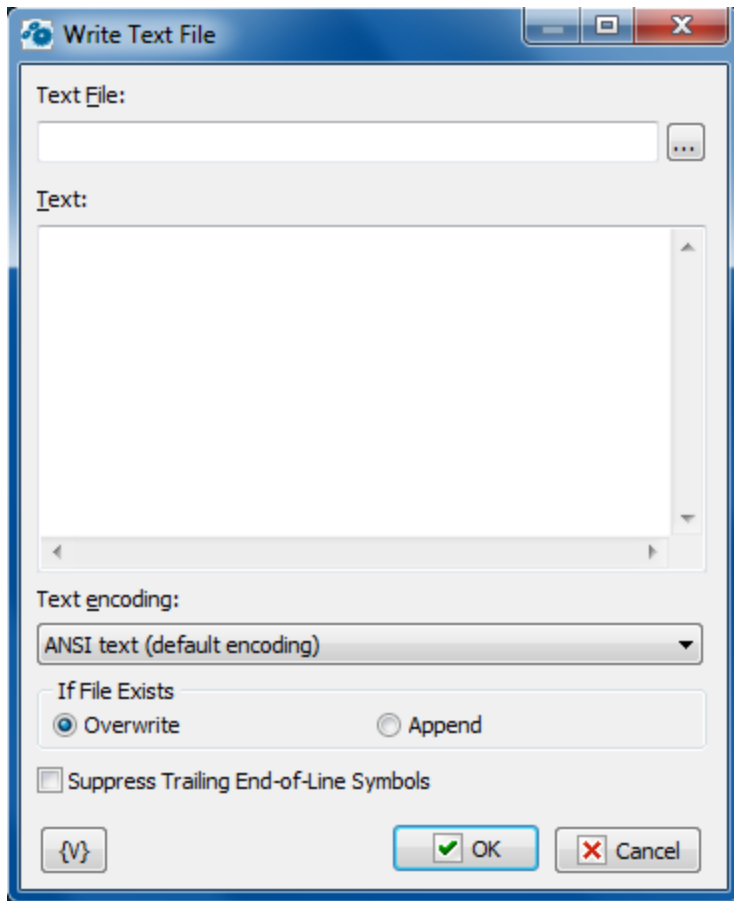 Write Text File
Text File:
...
Text:
Text encoding:
ANSI text (default encoding)
If File Exists
Overwrite Append
Suppress Trailing End-of-Line Symbols
{V} OK Cancel